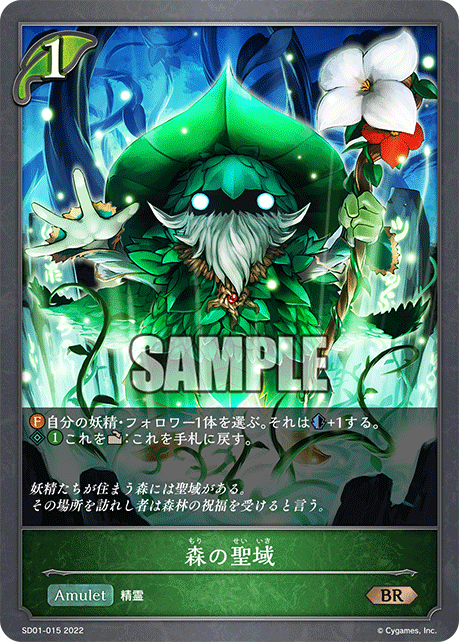 1
SAMPLE
F 自分の妖精・フォロワー1体を選ぶ。それは+1する。
1 これを:これを手札に戻す。
妖精たちが住まう森には聖域がある。
その場所を訪れし者は森林の祝福を受けると言う。
もり せいいき
森の聖域
Amulet 精霊
BR
SD01-015 2022
© Cygames, Inc.